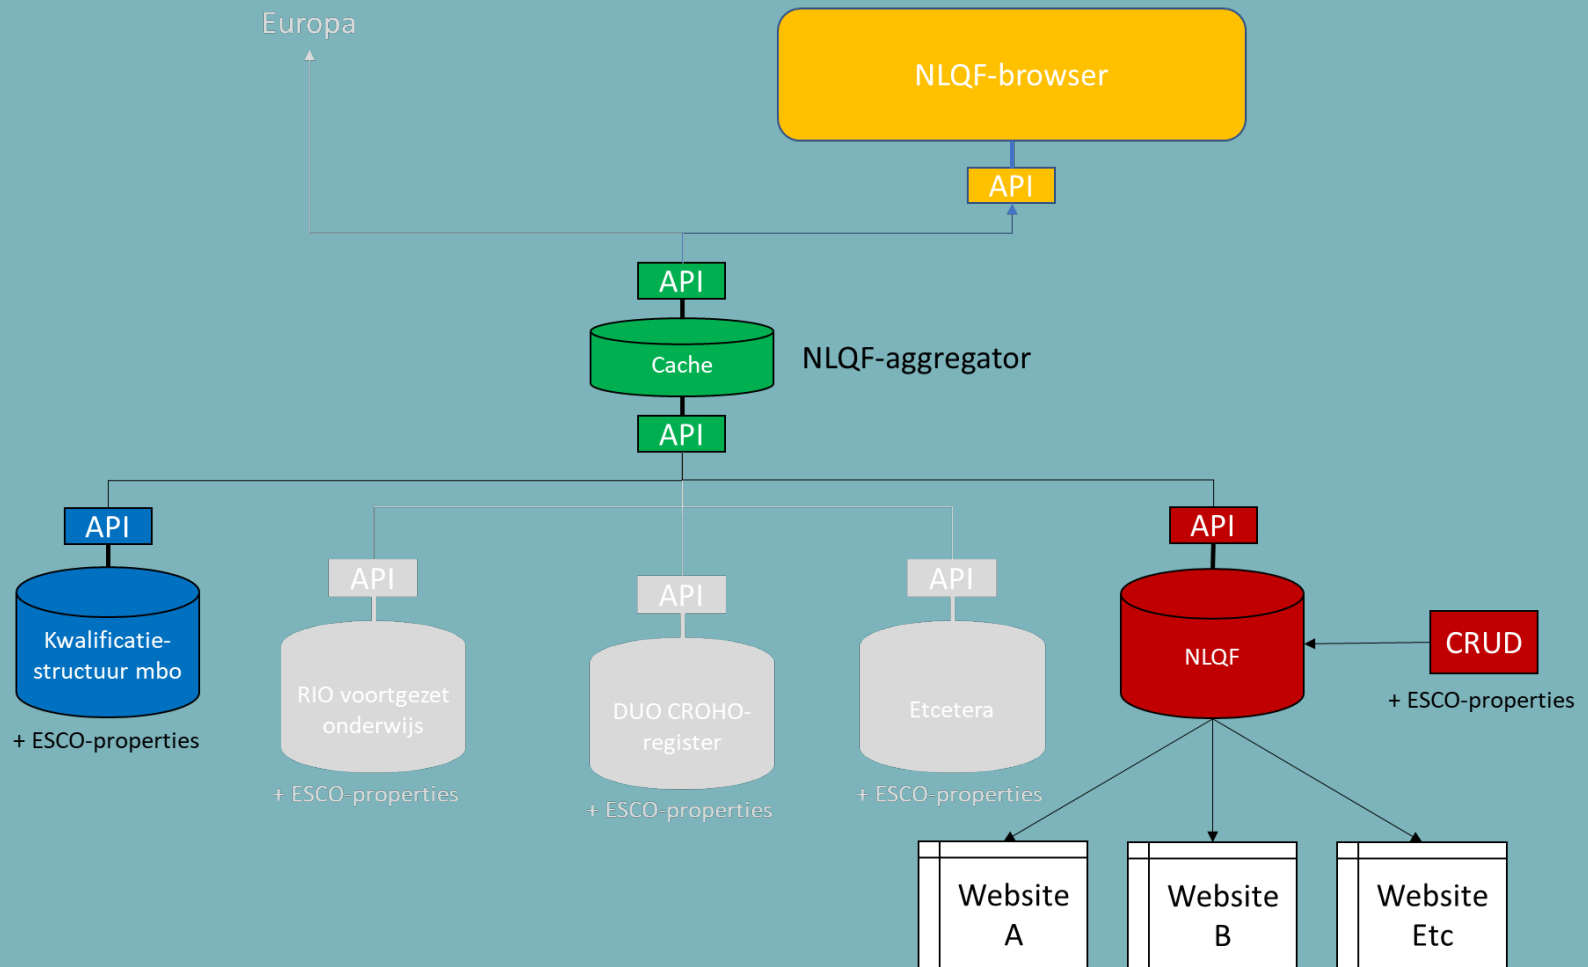 Europa
NLQF-browser
API
API
Cache
NLQF-aggregator
API
API
API
API
API
API
Kwalificatie-
structuur mbo
+ ESCO-properties
RIO voortgezet
onderwijs
+ ESCO-properties
DUO CROHO-
register
+ ESCO-properties
Etcetera
+ ESCO-properties
NLQF
CRUD
+ ESCO-properties
Website
A
Website
B
Website
Etc